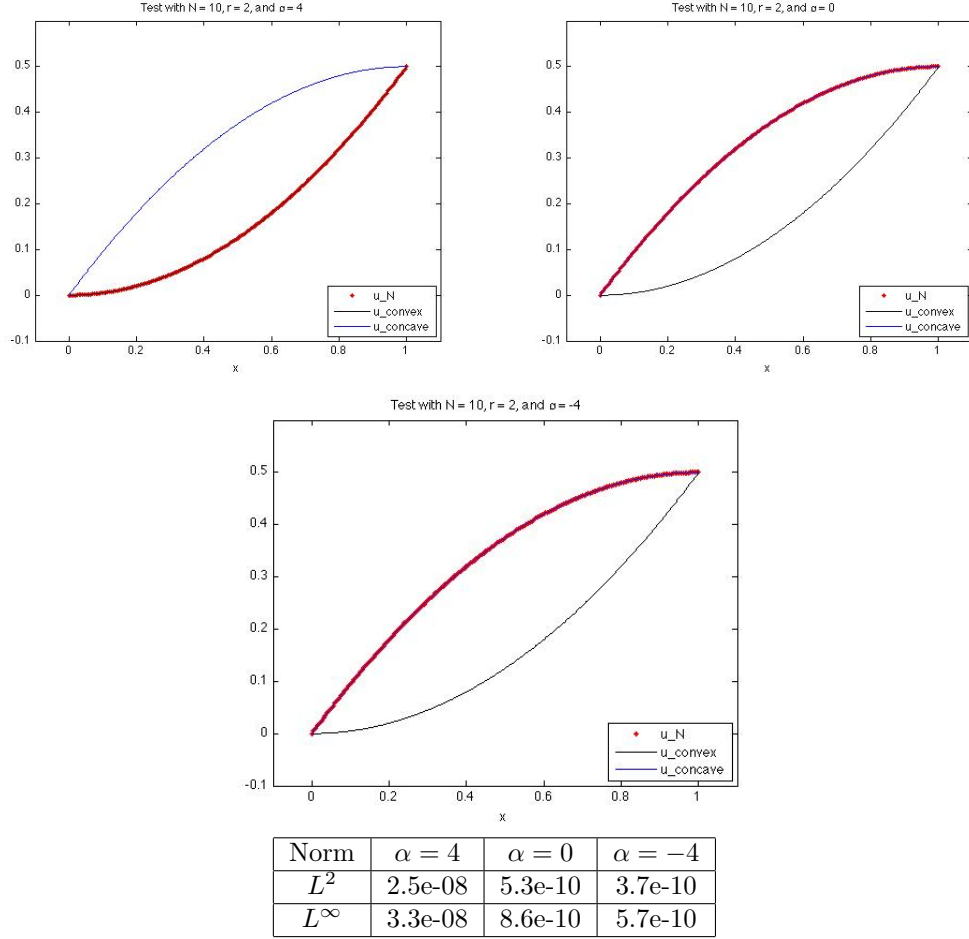 Test with N = 10, r = 2, and ø = 4
0.5
0.4
0.3
0.2
0.1
0
-0.1
0 0.2 0.4 0.6 0.8 1
x
u_N
u_convex
u_concave
Test with N = 10, r = 2, and ø = 0
0.5
0.4
0.3
0.2
0.1
0
-0.1
0 0.2 0.4 0.6 0.8 1
x
u_N
u_convex
u_concave
Test with N = 10, r = 2, and ø = -4
0.5
0.4
0.3
0.2
0.1
0
-0.1
0 0.2 0.4 0.6 0.8 1
x
u_N
u_convex
u_concave
Norm α = 4 α = 0 α = −4
L² 2.5e-08 5.3e-10 3.7e-10
L∞ 3.3e-08 8.6e-10 5.7e-10